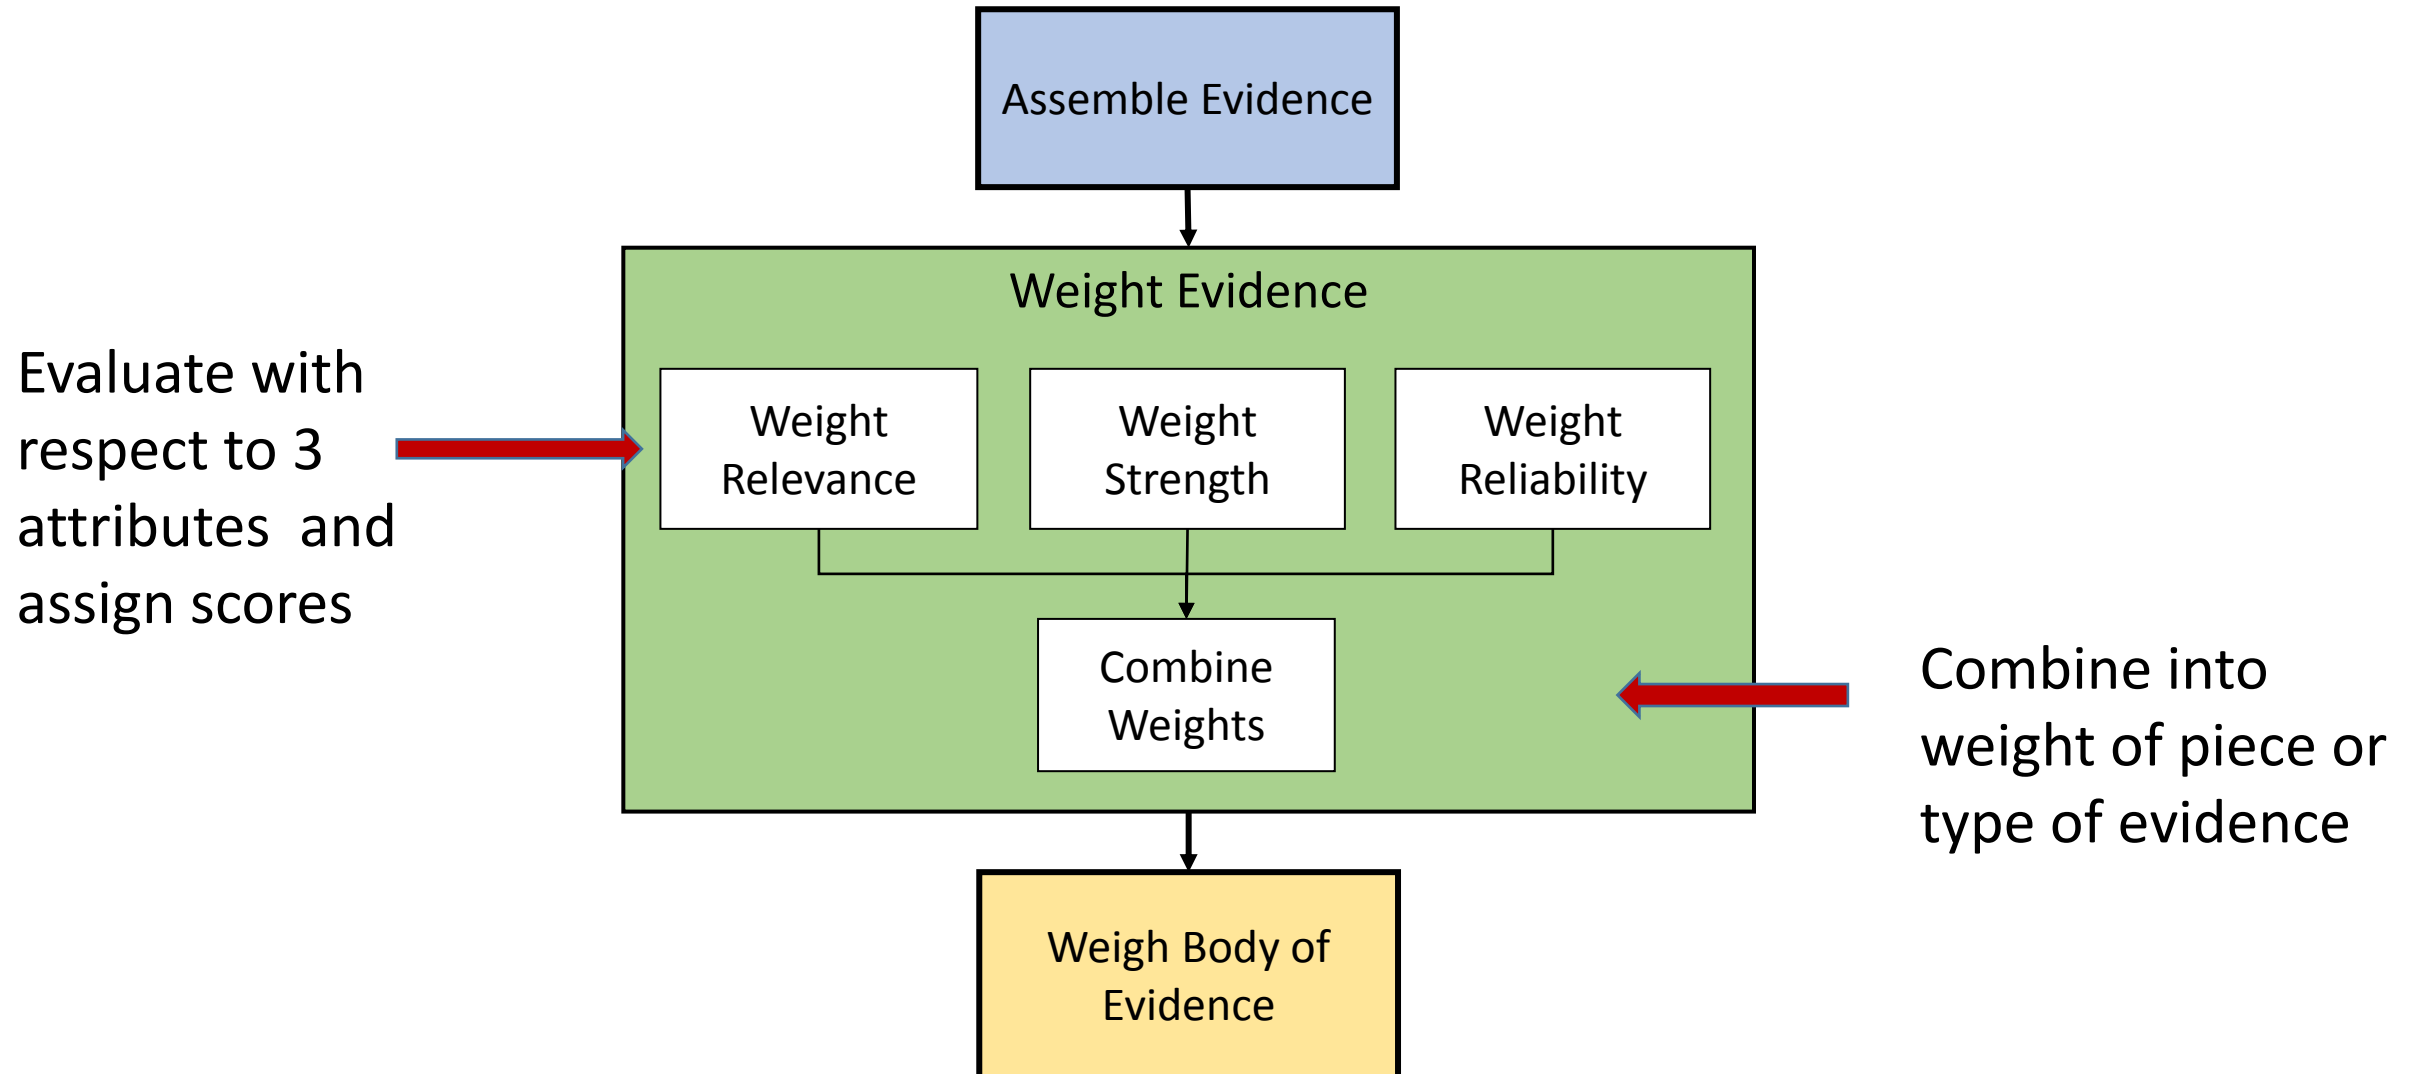 Assemble Evidence
Weight Evidence
Evaluate with
respect to 3
attributes  and
assign scores
Weight
Relevance
Weight
Strength
Weight
Reliability
Combine
Weights
Combine into
weight of piece or
type of evidence
Weigh Body of
Evidence